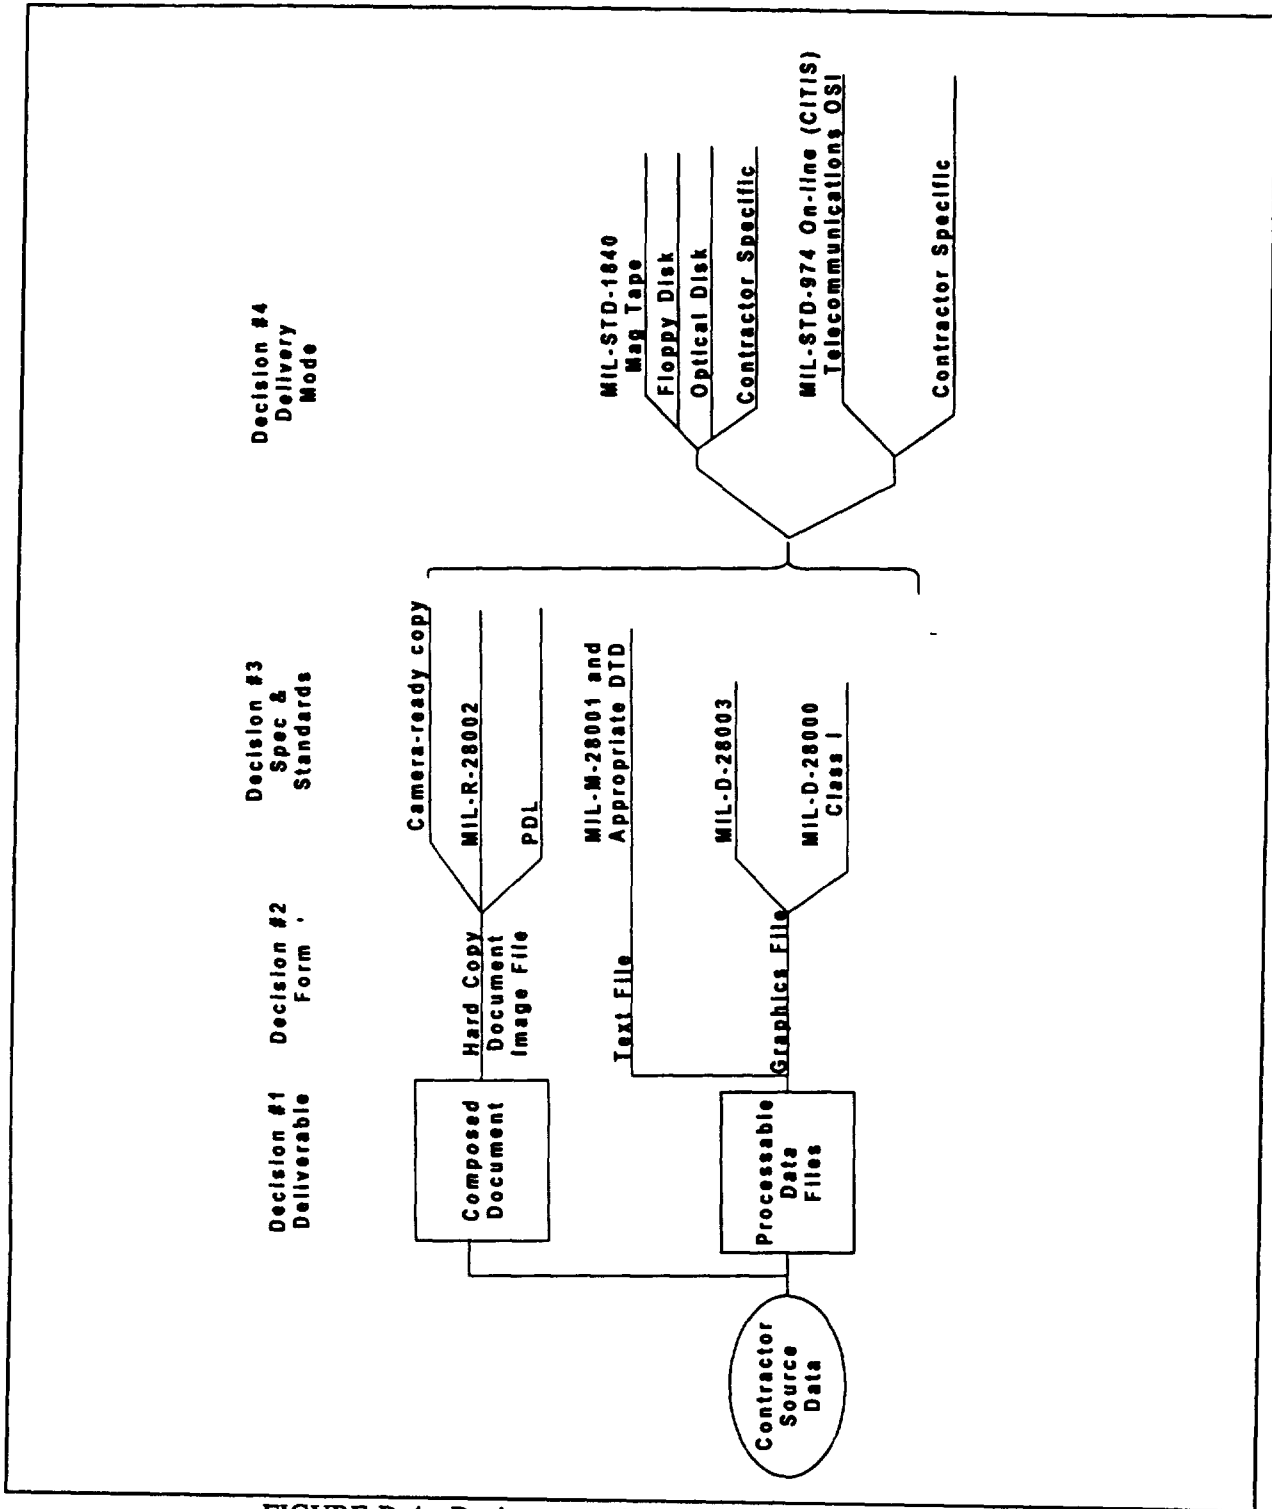 Decision #1
Deliverable
Decision #2
Form
Decision #3
Spec &
Standards
Decision #4
Delivery
Mode
Contractor
Source
Data
Composed
Document
Processable
Data
Files
Hard Copy
Document
Image File
Text File
Graphics File
Camera-ready copy
MIL-R-28002
PDL
MIL-M-28001 and
Appropriate DTD
MIL-D-28003
MIL-D-28000
Class I
MIL-STD-1840
Mag Tape
Floppy Disk
Optical Disk
Contractor Specific
MIL-STD-974 On-line (CITIS)
Telecommunications OSI
Contractor Specific